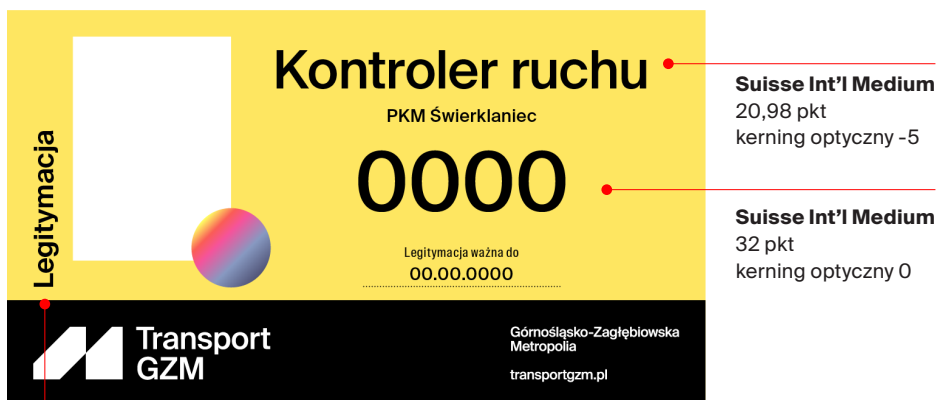 Legitymacja
Kontroler ruchu
PKM Świerklaniec
0000
Legitymacja ważna do
00.00.0000
Transport
GZM
Górnośląsko-Zagłębiowska
Metropolia
transportgzm.pl
Suisse Int’l Medium
20,98 pkt
kerning optyczny -5
Suisse Int’l Medium
32 pkt
kerning optyczny 0